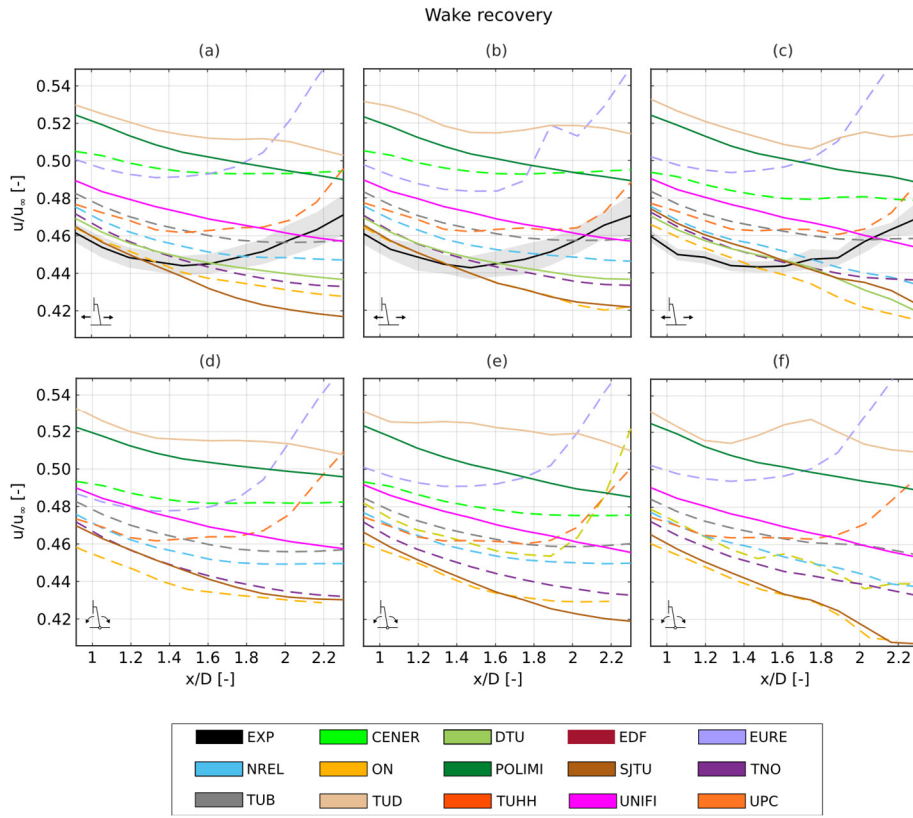 Wake recovery
(a) (b) (c)
0.54
0.52
0.50
0.48
0.46
0.44
0.42
u/u∞ [-]
(d) (e) (f)
0.54
0.52
0.50
0.48
0.46
0.44
0.42
u/u∞ [-]
1 1.2 1.4 1.6 1.8 2 2.2 1 1.2 1.4 1.6 1.8 2 2.2 1 1.2 1.4 1.6 1.8 2 2.2
x/D [-] x/D [-] x/D [-]
EXP CENER DTU EDF EURE
NREL ON POLIMI SJTU TNO
TUB TUD TUHH UNIFI UPC